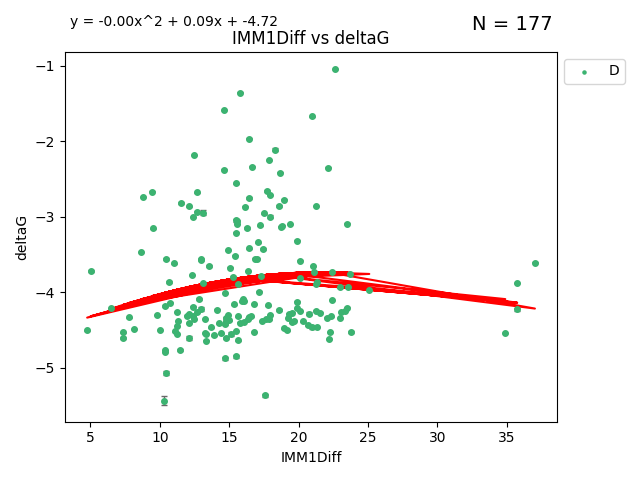 y = -0.00x^2 + 0.09x + -4.72
N = 177
IMM1Diff vs deltaG
D
−1
−2
−3
−4
−5
deltaG
5
10
15
20
25
30
35
IMM1Diff